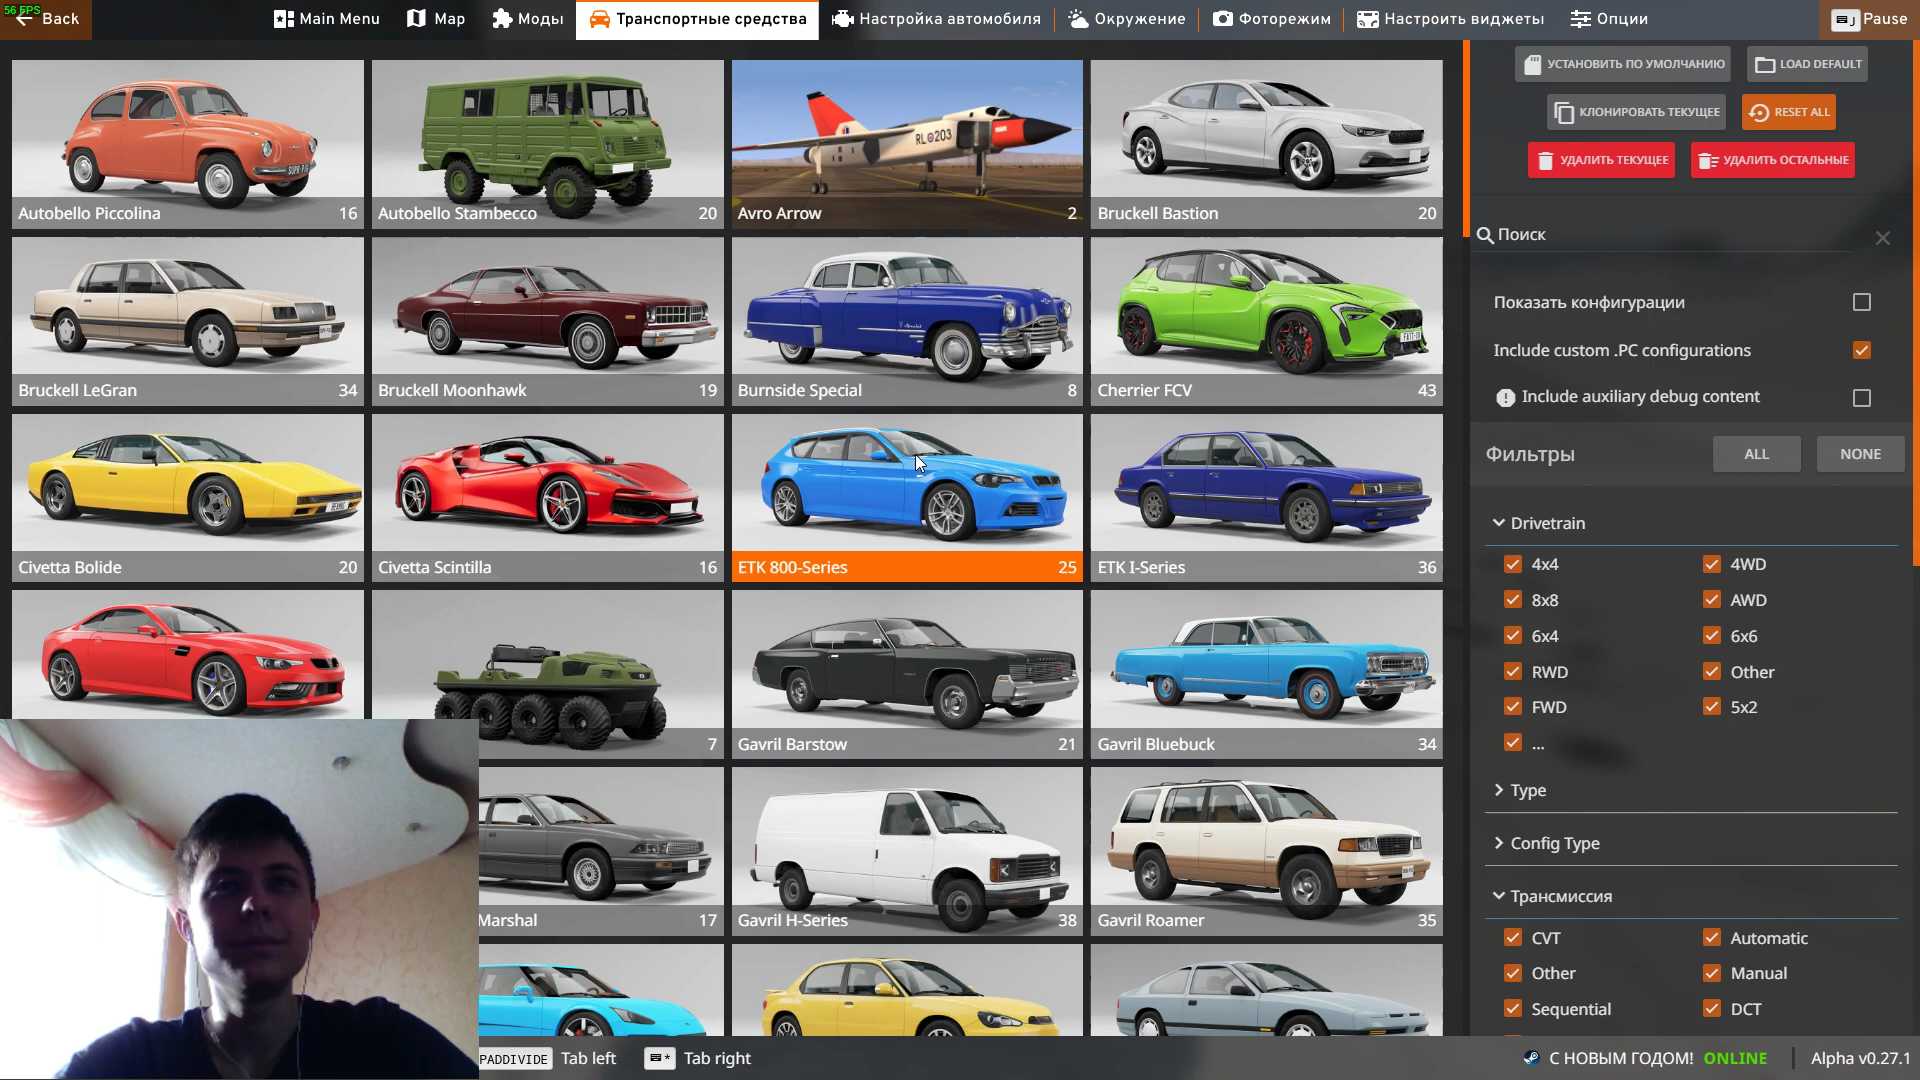 56 FPS
Back
Main Menu
Map
Моды
Транспортные средства
Настройка автомобиля
Окружение
Фоторежим
Настроить виджеты
Опции
J Pause
SUPR P16
Autobello Piccolina 16
Autobello Stambecco 20
RL 203
Avro Arrow 2
Bruckell Bastion 20
Bruckell LeGran 34
Bruckell Moonhawk 19
Burnside Special 8
Cherrier FCV 43
Civetta Bolide 20
Civetta Scintilla 16
ETK 800-Series 25
ETK I-Series 36
7
Gavril Barstow 21
Gavril Bluebuck 34
Marshal 17
Gavril H-Series 38
Gavril Roamer 35
УСТАНОВИТЬ ПО УМОЛЧАНИЮ
LOAD DEFAULT
КЛОНИРОВАТЬ ТЕКУЩЕЕ
RESET ALL
УДАЛИТЬ ТЕКУЩЕЕ
УДАЛИТЬ ОСТАЛЬНЫЕ
Поиск
Показать конфигурации
Include custom .PC configurations
Include auxiliary debug content
Фильтры
ALL
NONE
Drivetrain
4x4
4WD
8x8
AWD
6x4
6x6
RWD
Other
FWD
5x2
...
Type
Config Type
Трансмиссия
CVT
Automatic
Other
Manual
Sequential
DCT
PADDIVIDE Tab left
* Tab right
С НОВЫМ ГОДОМ! ONLINE
Alpha v0.27.1